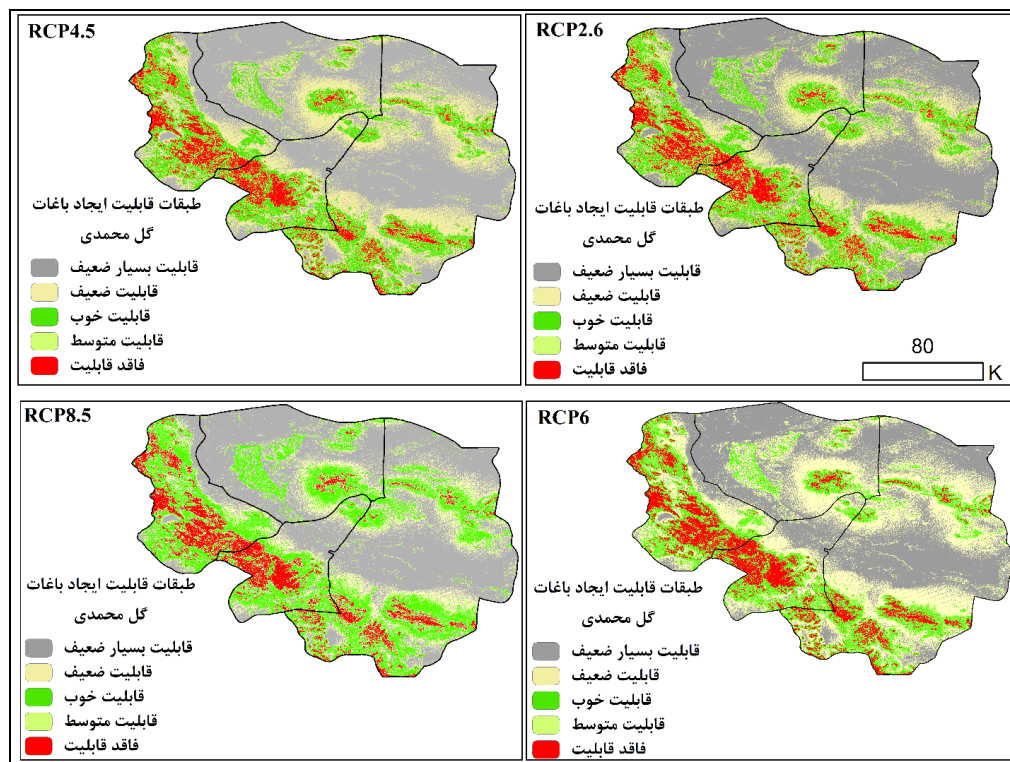 RCP4.5
طبقات قابلیت ایجاد باغات
گل محمدی
قابلیت بسیار ضعیف
قابلیت ضعیف
قابلیت خوب
قابلیت متوسط
فاقد قابلیت
RCP2.6
طبقات قابلیت ایجاد باغات
گل محمدی
قابلیت بسیار ضعیف
قابلیت ضعیف
قابلیت خوب
قابلیت متوسط
فاقد قابلیت
80
K
RCP8.5
طبقات قابلیت ایجاد باغات
گل محمدی
قابلیت بسیار ضعیف
قابلیت ضعیف
قابلیت خوب
قابلیت متوسط
فاقد قابلیت
RCP6
طبقات قابلیت ایجاد باغات
گل محمدی
قابلیت بسیار ضعیف
قابلیت ضعیف
قابلیت خوب
قابلیت متوسط
فاقد قابلیت